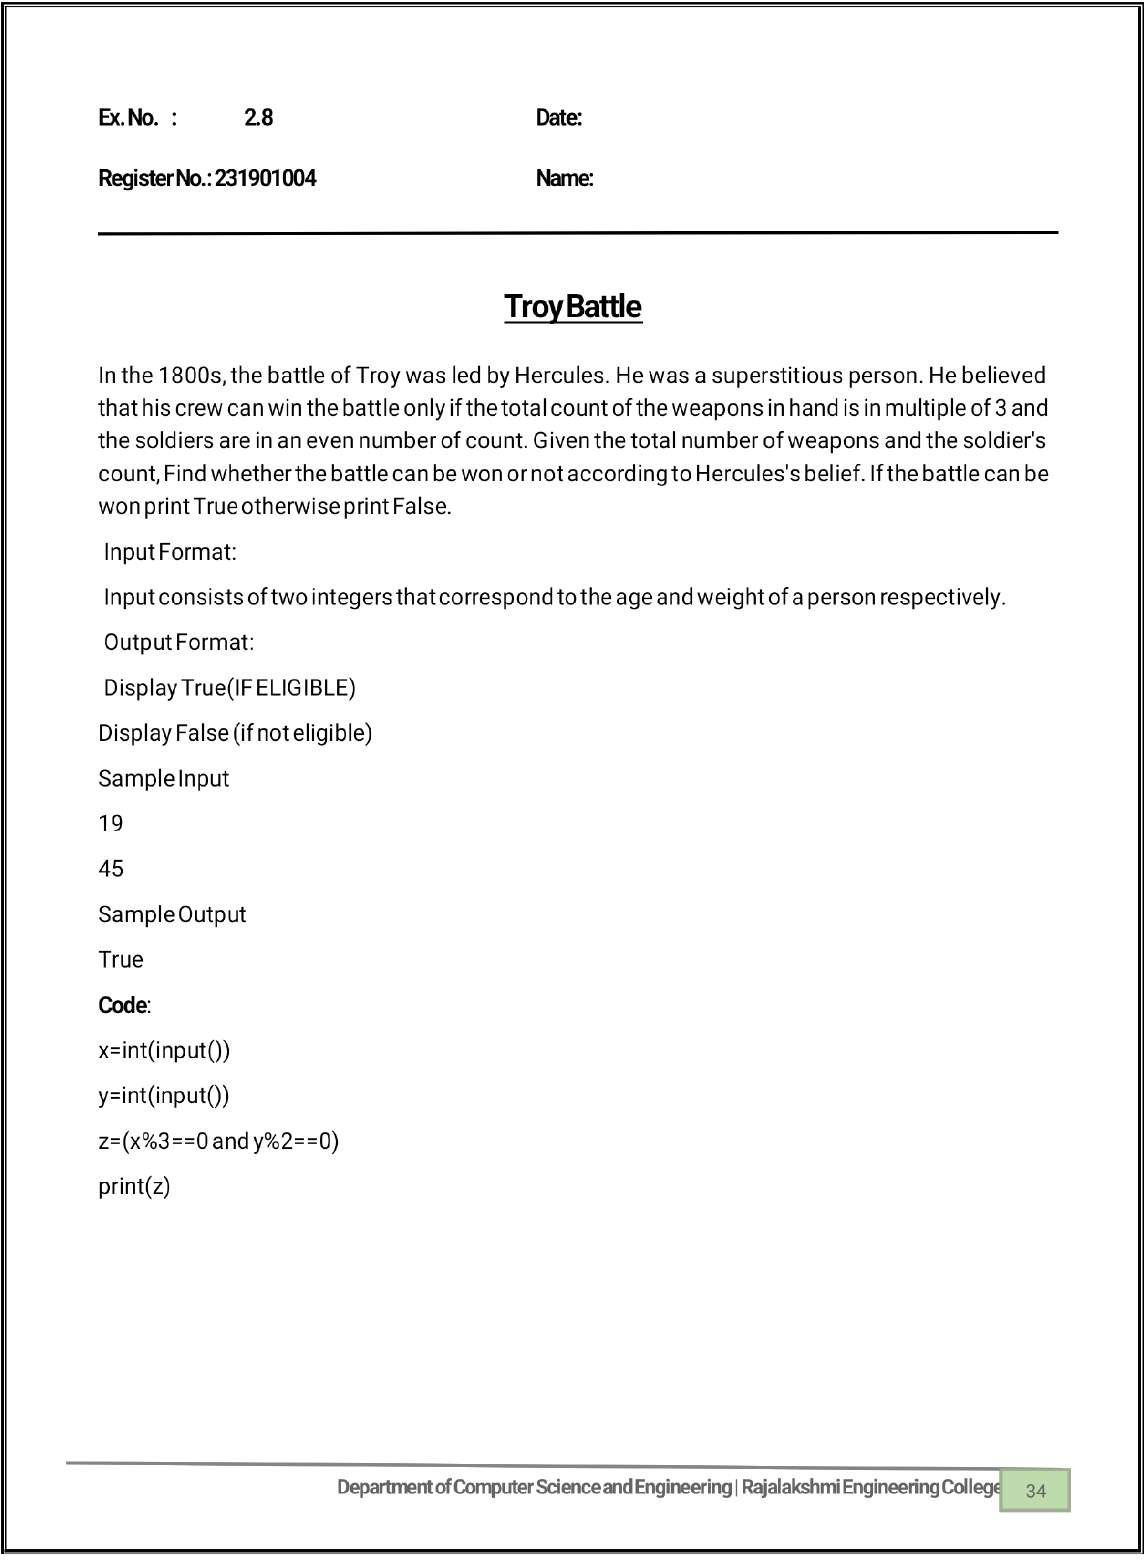 Ex. No. : 2.8 Date:
Register No. : 231901004 Name:
Troy Battle
In the 1800s, the battle of Troy was led by Hercules. He was a superstitious person. He believed
that his crew can win the battle only if the total count of the weapons in hand is in multiple of 3 and
the soldiers are in an even number of count. Given the total number of weapons and the soldier's
count, Find whether the battle can be won or not according to Hercules's belief. If the battle can be
won print True otherwise print False.
Input Format:
Input consists of two integers that correspond to the age and weight of a person respectively.
Output Format:
Display True(IF ELIGIBLE)
Display False (if not eligible)
Sample Input
19
45
Sample Output
True
Code:
x=int(input())
y=int(input())
z=(x%3==0 and y%2==0)
print(z)
Department of Computer Science and Engineering | Rajalakshmi Engineering College 34